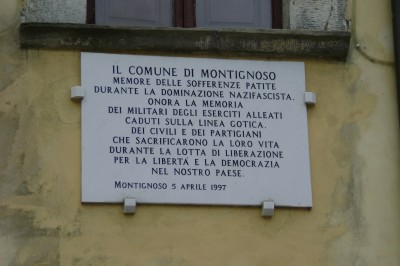 IL COMUNE DI MONTIGNOSO
MEMORE DELLE SOFFERENZE PATITE
DURANTE LA DOMINAZIONE NAZIFASCISTA.
ONORA LA MEMORIA
DEI MILITARI DEGLI ESERCITI ALLEATI
CADUTI SULLA LINEA GOTICA.
DEI CIVILI E DEI PARTIGIANI
CHE SACRIFICARONO LA LORO VITA
DURANTE LA LOTTA DI LIBERAZIONE
PER LA LIBERTÀ E LA DEMOCRAZIA
NEL NOSTRO PAESE.
MONTIGNOSO 5 APRILE 1997